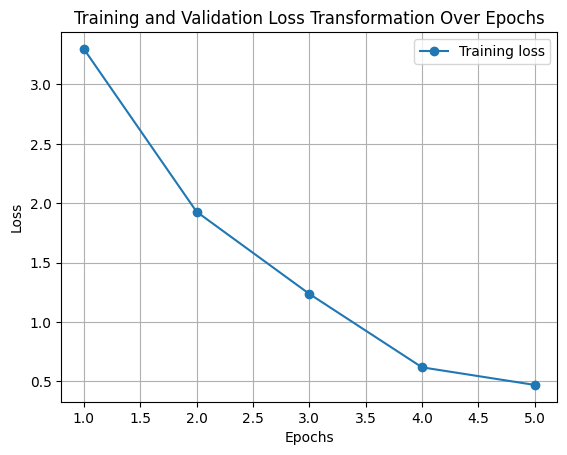 Training and Validation Loss Transformation Over Epochs
Training loss
Loss
3.0
2.5
2.0
1.5
1.0
0.5
1.0 1.5 2.0 2.5 3.0 3.5 4.0 4.5 5.0
Epochs